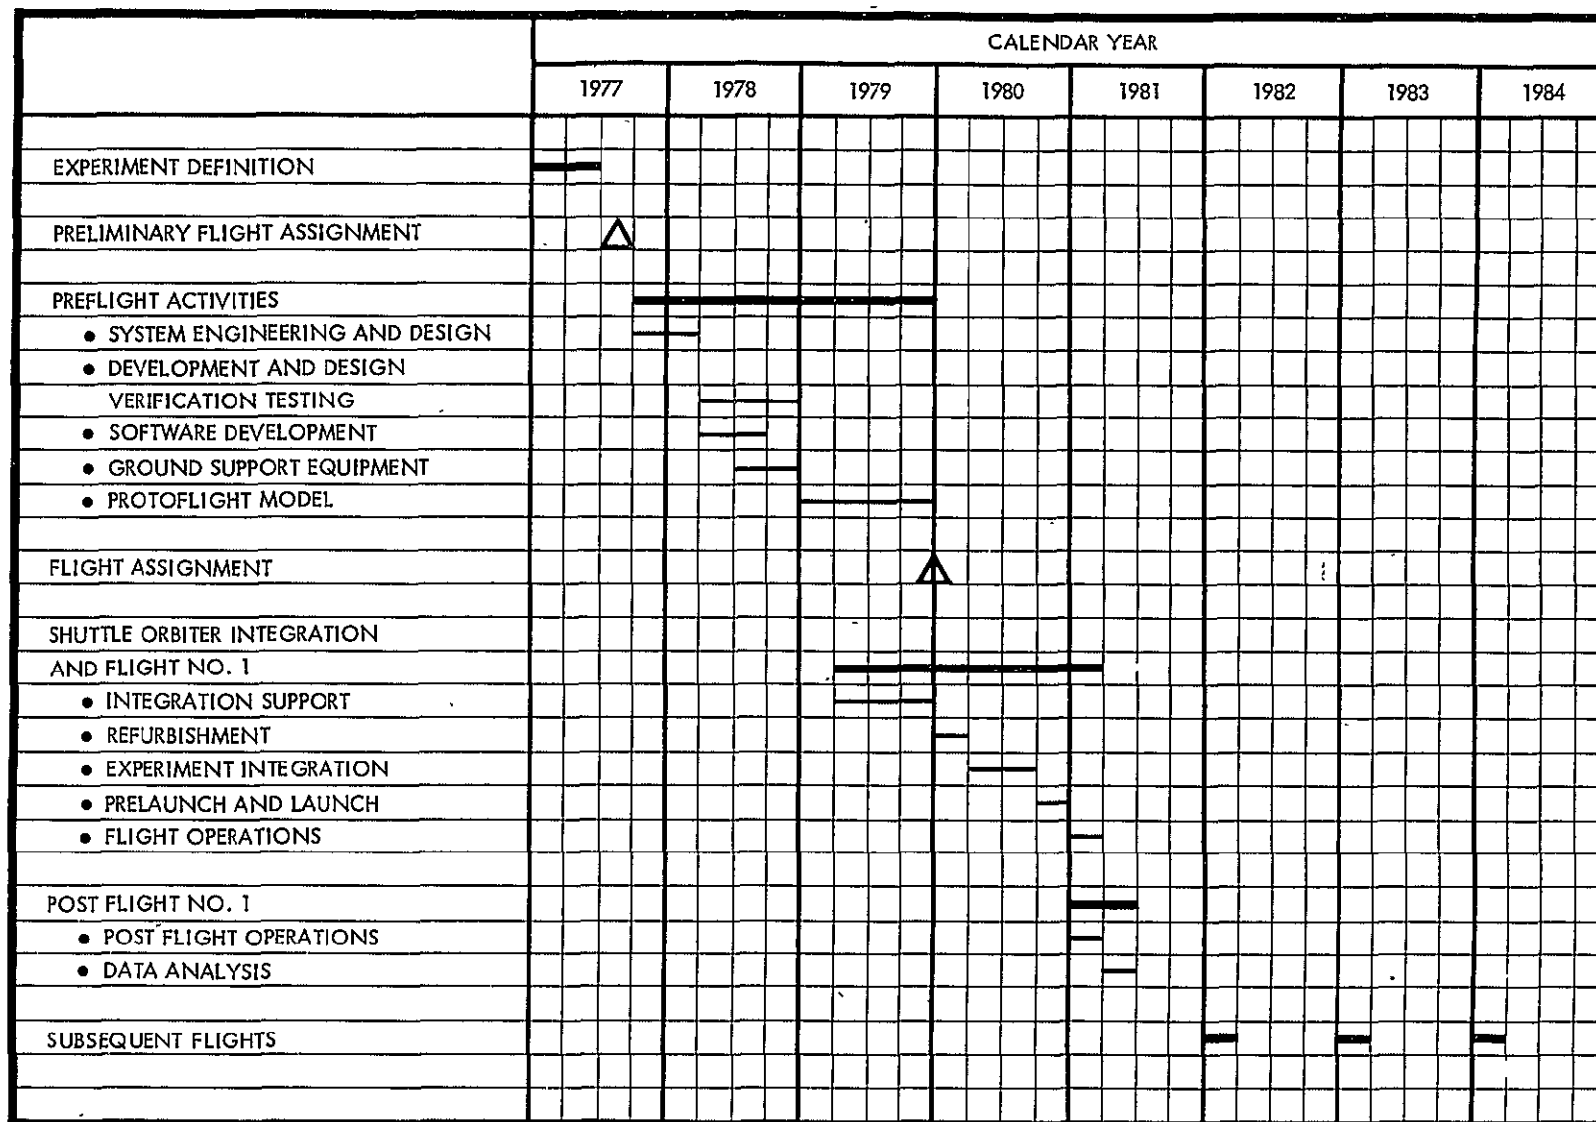 CALENDAR YEAR
1977 1978 1979 1980 1981 1982 1983 1984
EXPERIMENT DEFINITION
PRELIMINARY FLIGHT ASSIGNMENT
PREFLIGHT ACTIVITIES
• SYSTEM ENGINEERING AND DESIGN
• DEVELOPMENT AND DESIGN
VERIFICATION TESTING
• SOFTWARE DEVELOPMENT
• GROUND SUPPORT EQUIPMENT
• PROTOFLIGHT MODEL
FLIGHT ASSIGNMENT
SHUTTLE ORBITER INTEGRATION
AND FLIGHT NO. 1
• INTEGRATION SUPPORT
• REFURBISHMENT
• EXPERIMENT INTEGRATION
• PRELAUNCH AND LAUNCH
• FLIGHT OPERATIONS
POST FLIGHT NO. 1
• POST FLIGHT OPERATIONS
• DATA ANALYSIS
SUBSEQUENT FLIGHTS